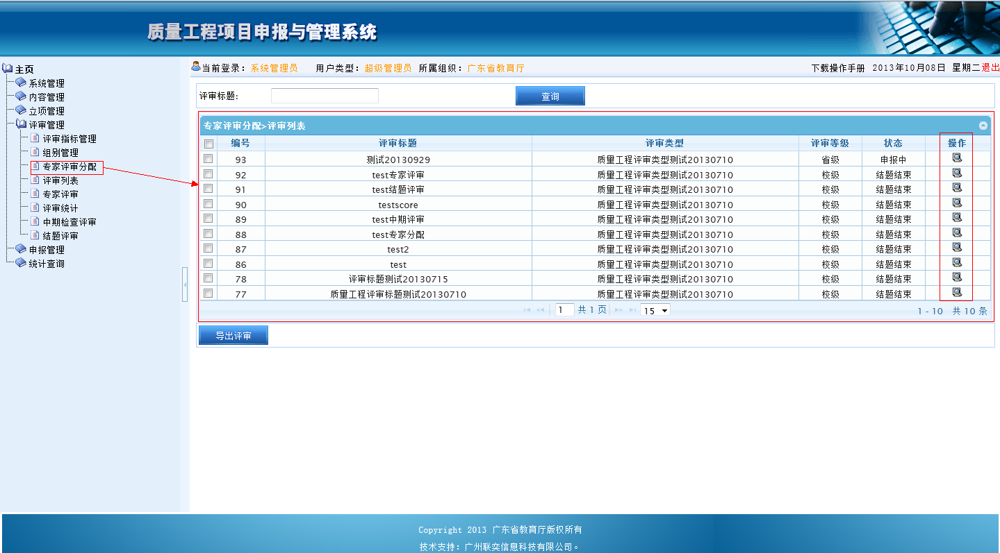 质量工程项目申报与管理系统
主页
系统管理
内容管理
立项管理
评审管理
评审指标管理
组别管理
专家评审分配
评审列表
专家评审
评审统计
中期检查评审
结题评审
申报管理
统计查询
当前登录: 系统管理员 用户类型: 超级管理员 所属组织: 广东省教育厅 下载操作手册 2013年10月08日 星期二 退出
评审标题: 查询
专家评审分配>评审列表
编号 评审标题 评审类型 评审等级 状态 操作
93 测试20130929 质量工程评审类型测试20130710 省级 申报中
92 test专家评审 质量工程评审类型测试20130710 校级 结题结束
91 test结题评审 质量工程评审类型测试20130710 校级 结题结束
90 testscore 质量工程评审类型测试20130710 校级 结题结束
89 test中期评审 质量工程评审类型测试20130710 校级 结题结束
88 test专家分配 质量工程评审类型测试20130710 校级 结题结束
87 test2 质量工程评审类型测试20130710 校级 结题结束
86 test 质量工程评审类型测试20130710 校级 结题结束
78 评审标题测试20130715 质量工程评审类型测试20130710 校级 结题结束
77 质量工程评审标题测试20130710 质量工程评审类型测试20130710 校级 结题结束
1 共 1 页 15 1 - 10 共 10 条
导出评审
Copyright 2013 广东省教育厅版权所有
技术支持: 广州联奕信息科技有限公司。